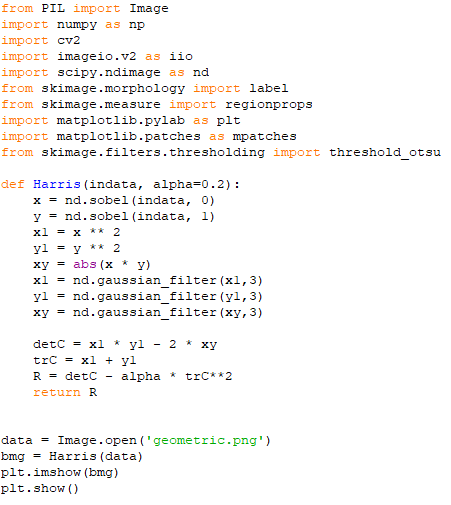 from PIL import Image
import numpy as np
import cv2
import imageio.v2 as iio
import scipy.ndimage as nd
from skimage.morphology import label
from skimage.measure import regionprops
import matplotlib.pylab as plt
import matplotlib.patches as mpatches
from skimage.filters.thresholding import threshold_otsu

def Harris(indata, alpha=0.2):
    x = nd.sobel(indata, 0)
    y = nd.sobel(indata, 1)
    x1 = x ** 2
    y1 = y ** 2
    xy = abs(x * y)
    x1 = nd.gaussian_filter(x1,3)
    y1 = nd.gaussian_filter(y1,3)
    xy = nd.gaussian_filter(xy,3)

    detC = x1 * y1 - 2 * xy
    trC = x1 + y1
    R = detC - alpha * trC**2
    return R


data = Image.open('geometric.png')
bmg = Harris(data)
plt.imshow(bmg)
plt.show()